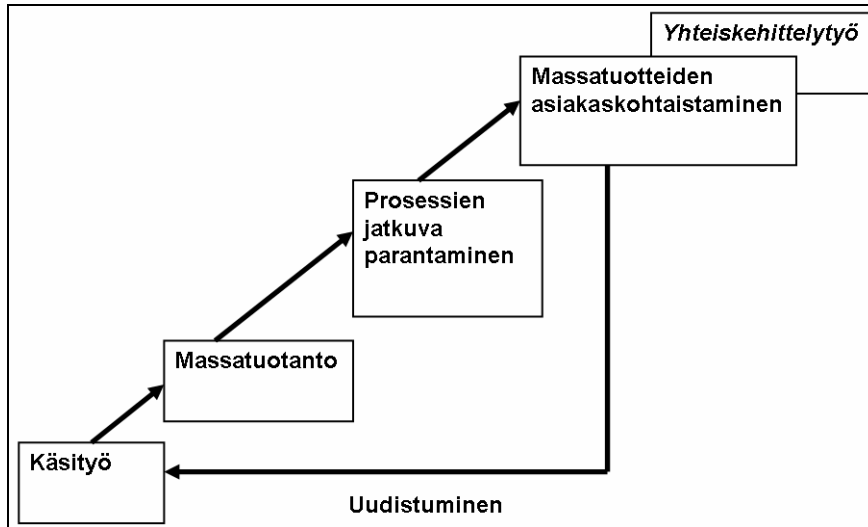 Yhteiskehittelytyö
Massatuotteiden
asiakaskohtaistaminen
Prosessien
jatkuva
parantaminen
Massatuotanto
Käsityö
Uudistuminen